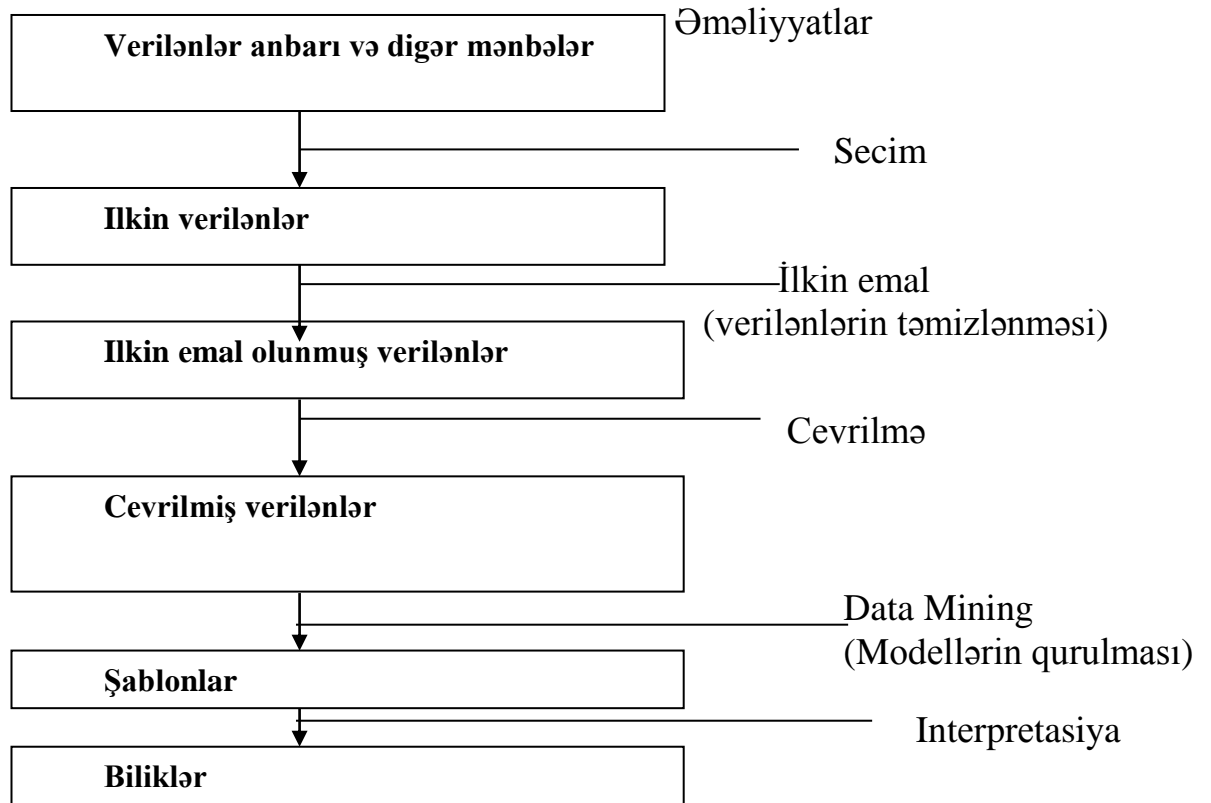 Verilənlər anbarı və digər mənbələr
Əməliyyatlar
Secim
Ilkin verilənlər
İlkin emal
(verilənlərin təmizlənməsi)
Ilkin emal olunmuş verilənlər
Cevrilmə
Cevrilmiş verilənlər
Data Mining
(Modellərin qurulması)
Şablonlar
Interpretasiya
Biliklər